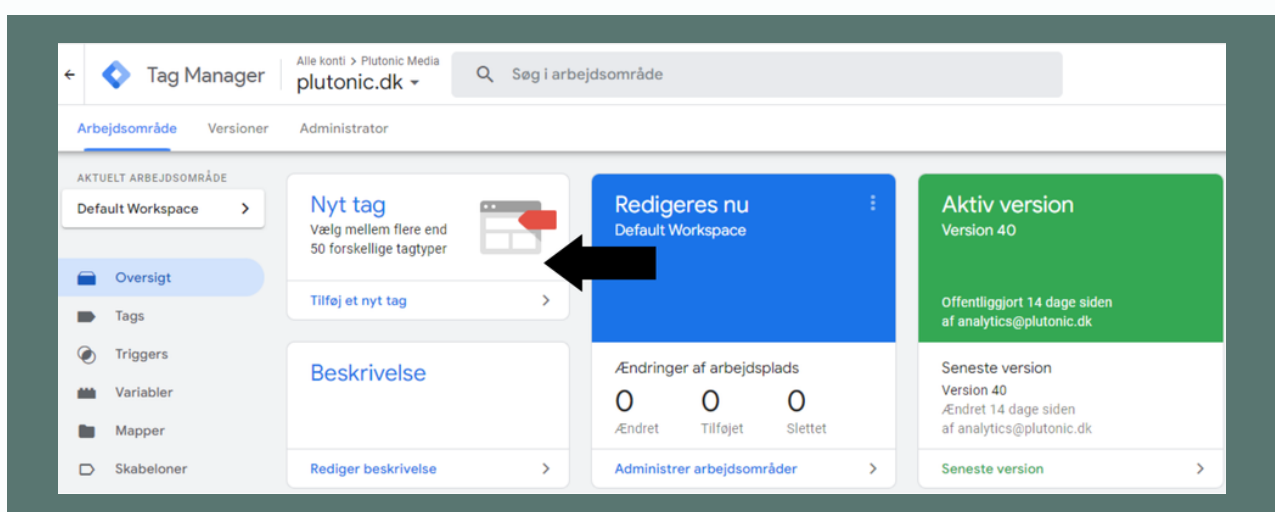 Tag Manager
Alle konti > Plutonic Media
plutonic.dk
Søg i arbejdsområde
Arbejdsområde Versioner Administrator
AKTUELT ARBEJDSOMRÅDE
Default Workspace
Oversigt
Tags
Triggers
Variabler
Mapper
Skabeloner
Nyt tag
Vælg mellem flere end
50 forskellige tagtyper
Tilføj et nyt tag
Beskrivelse
Rediger beskrivelse
Redigeres nu
Default Workspace
Ændringer af arbejdsplads
0 0 0
Ændret Tilføjet Slettet
Administrer arbejdsområder
Aktiv version
Version 40
Offentliggjort 14 dage siden
af analytics@plutonic.dk
Seneste version
Version 40
Ændret 14 dage siden
af analytics@plutonic.dk
Seneste version